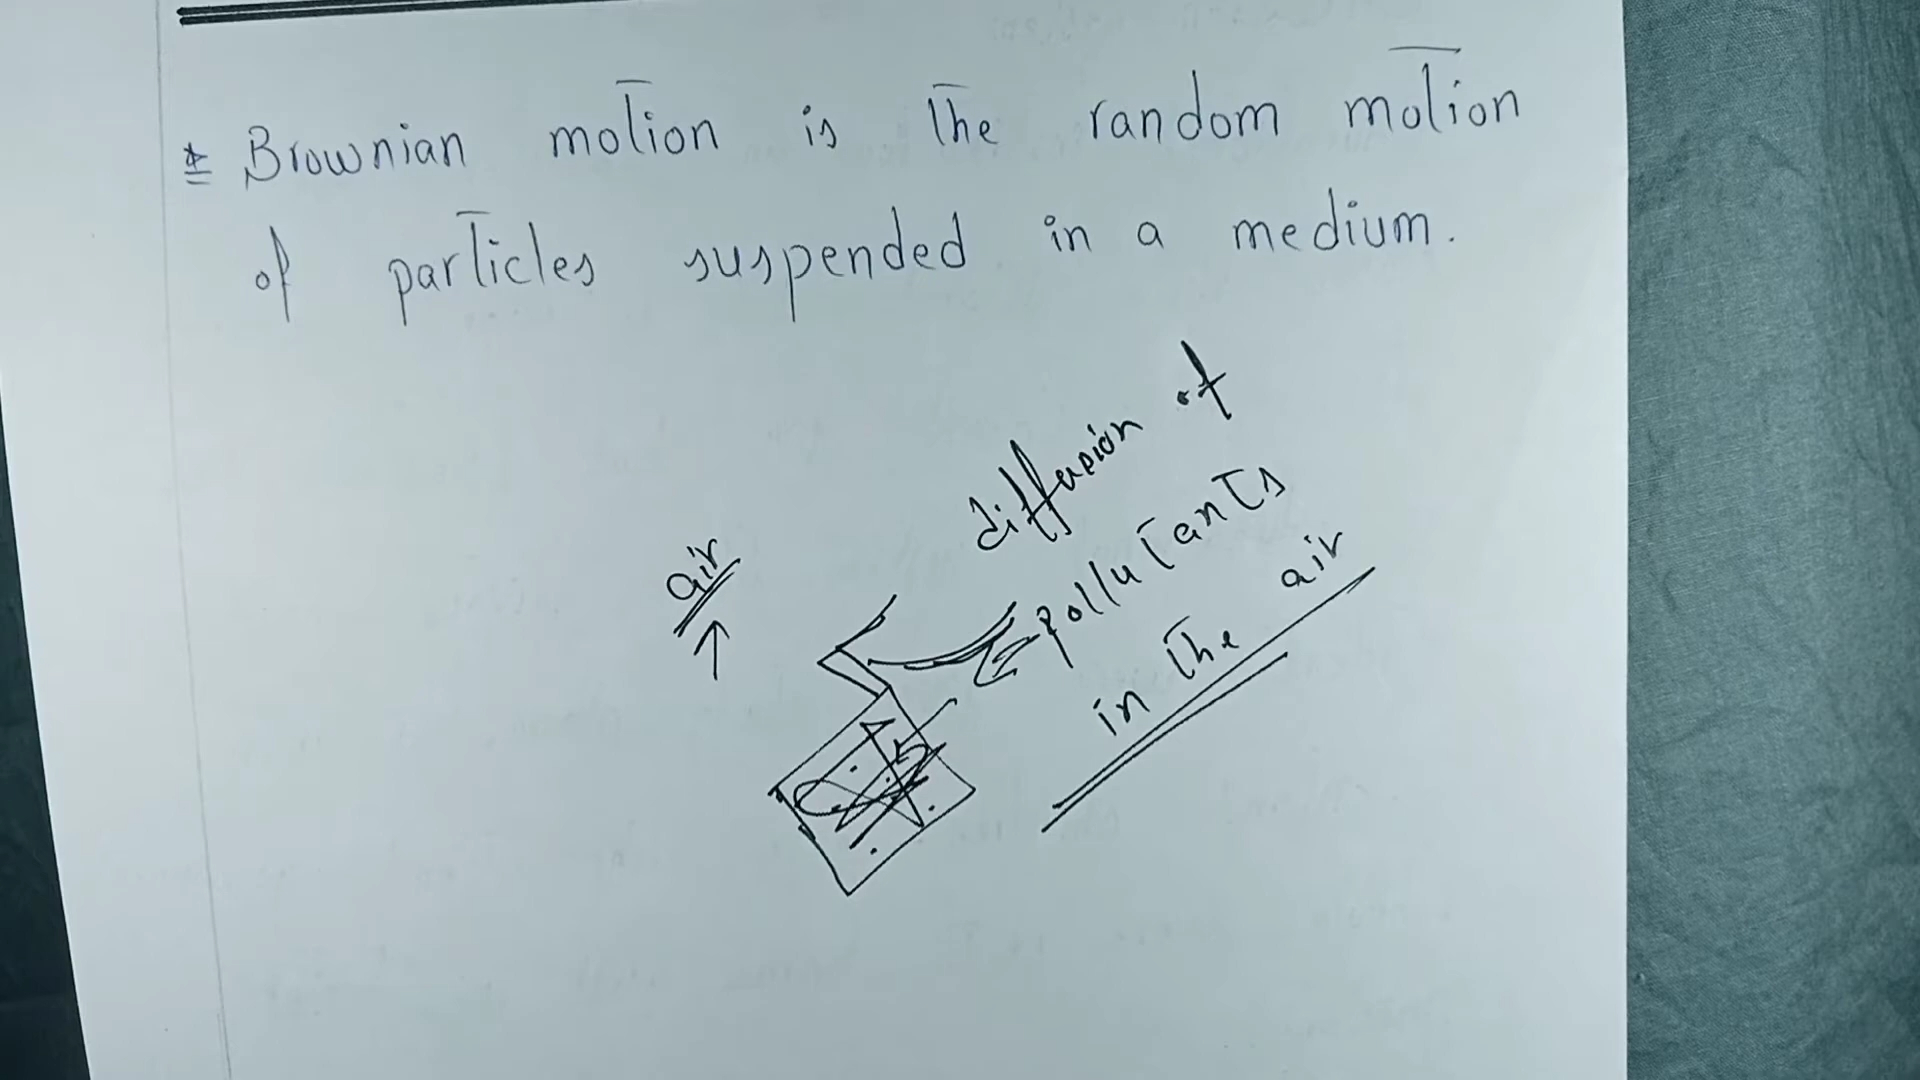 * Brownian motion is the random motion
of particles suspended in a medium.
air
diffusion of
pollutants
in the air